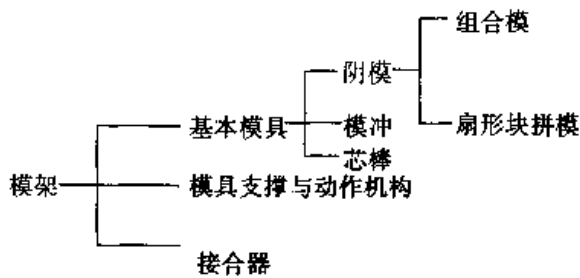 组合模
阴模
基本模具
模冲
扇形块拼模
芯棒
模架
模具支撑与动作机构
接合器